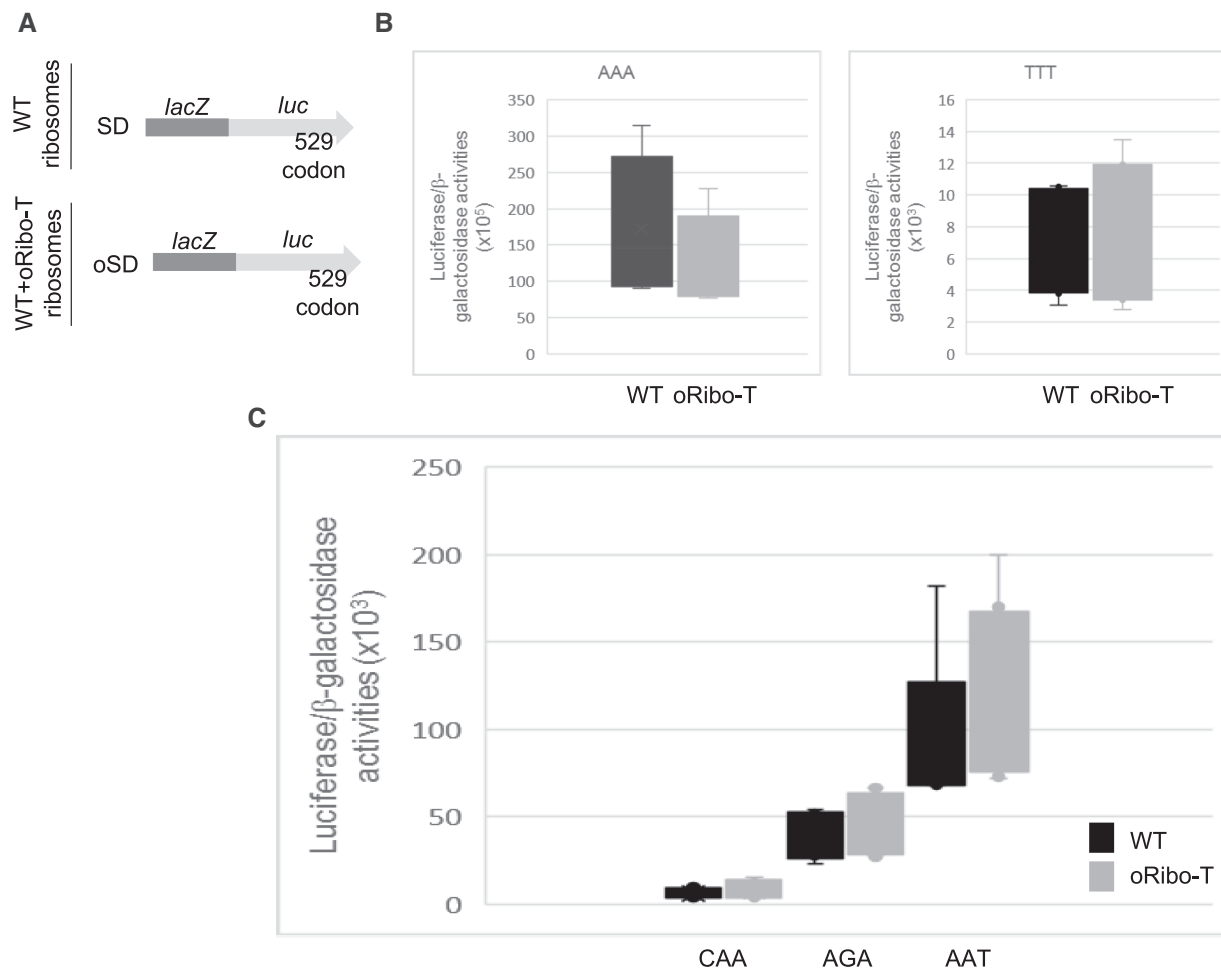 A
WT
ribosomes
SD
lacZ
luc
529
codon
WT+oRibo-T
ribosomes
oSD
lacZ
luc
529
codon
B
AAA
Luciferase/β-
galactosidase activities
(x10⁵)
350
300
250
200
150
100
50
0
WT oRibo-T
TTT
Luciferase/β-
galactosidase activities
(x10³)
16
14
12
10
8
6
4
2
0
WT oRibo-T
C
Luciferase/β-galactosidase
activities (x10³)
250
200
150
100
50
0
CAA AGA AAT
WT
oRibo-T